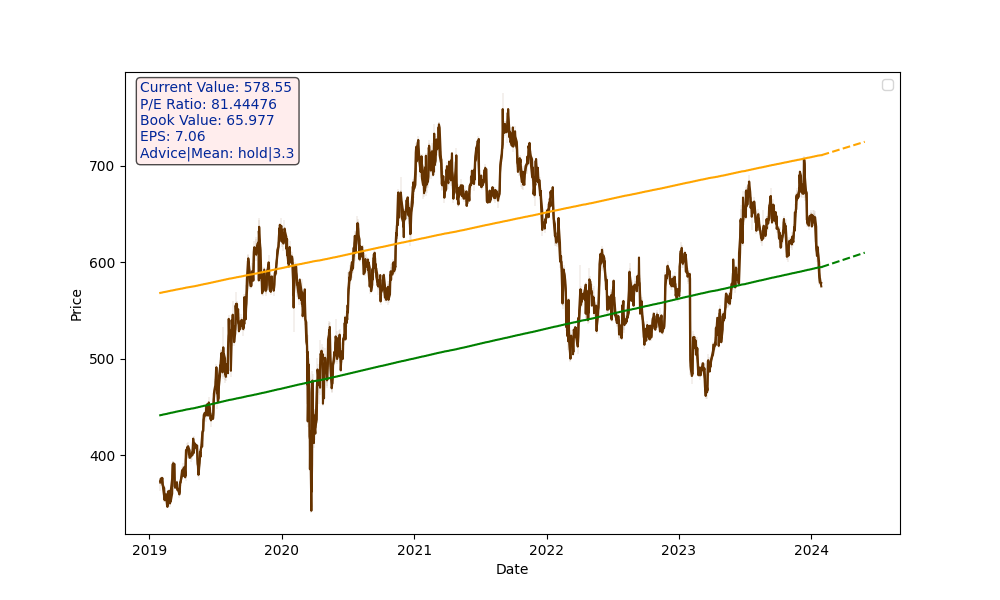 Current Value: 578.55
P/E Ratio: 81.44476
Book Value: 65.977
EPS: 7.06
Advice|Mean: hold|3.3
700
600
500
400
Price
2019 2020 2021 2022 2023 2024
Date